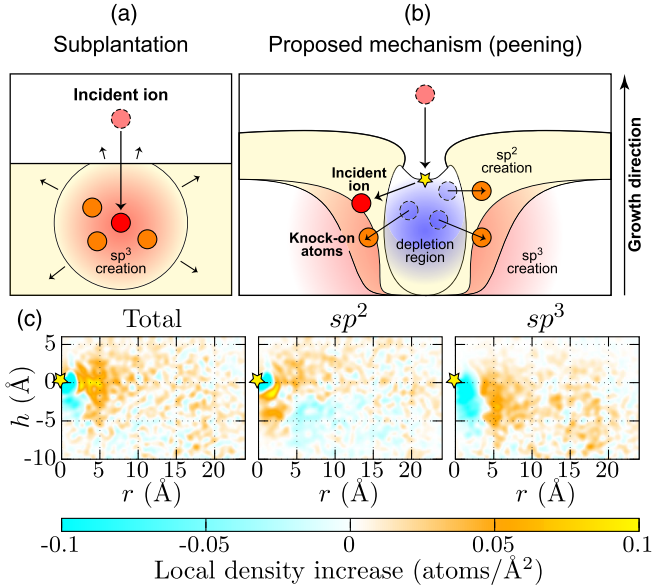 (a)
Subplantation
Incident ion
sp3
creation
(b)
Proposed mechanism (peening)
Incident
ion
Knock-on
atoms
depletion
region
sp2
creation
sp3
creation
Growth direction
(c)
Total
sp2
sp3
h (Å)
5
0
-5
-10
0 5 10 15 20
0 5 10 15 20
0 5 10 15 20
r (Å)
r (Å)
r (Å)
-0.1 -0.05 0 0.05 0.1
Local density increase (atoms/Å2)